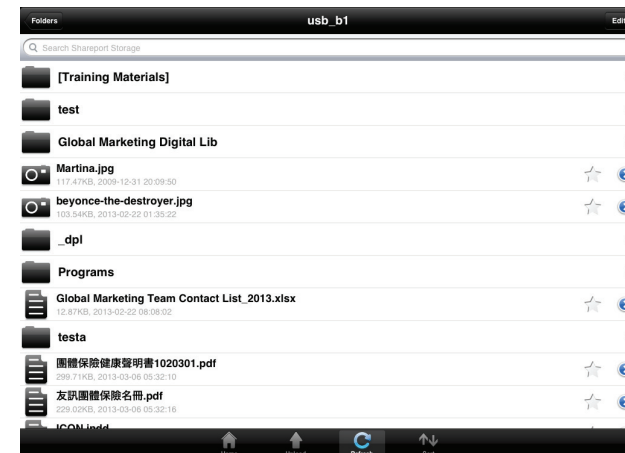 Folders
usb_b1
Edit
Search Shareport Storage
[Training Materials]
test
Global Marketing Digital Lib
Martina.jpg
117.47KB, 2009-12-31 20:09:50
beyonce-the-destroyer.jpg
103.54KB, 2013-02-22 01:35:22
_dpl
Programs
Global Marketing Team Contact List_2013.xlsx
12.87KB, 2013-02-22 08:08:02
testa
團體保險健康聲明書1020301.pdf
299.71KB, 2013-03-06 05:32:10
友訊團體保險名冊.pdf
229.02KB, 2013-03-06 05:32:16
ICON.indd